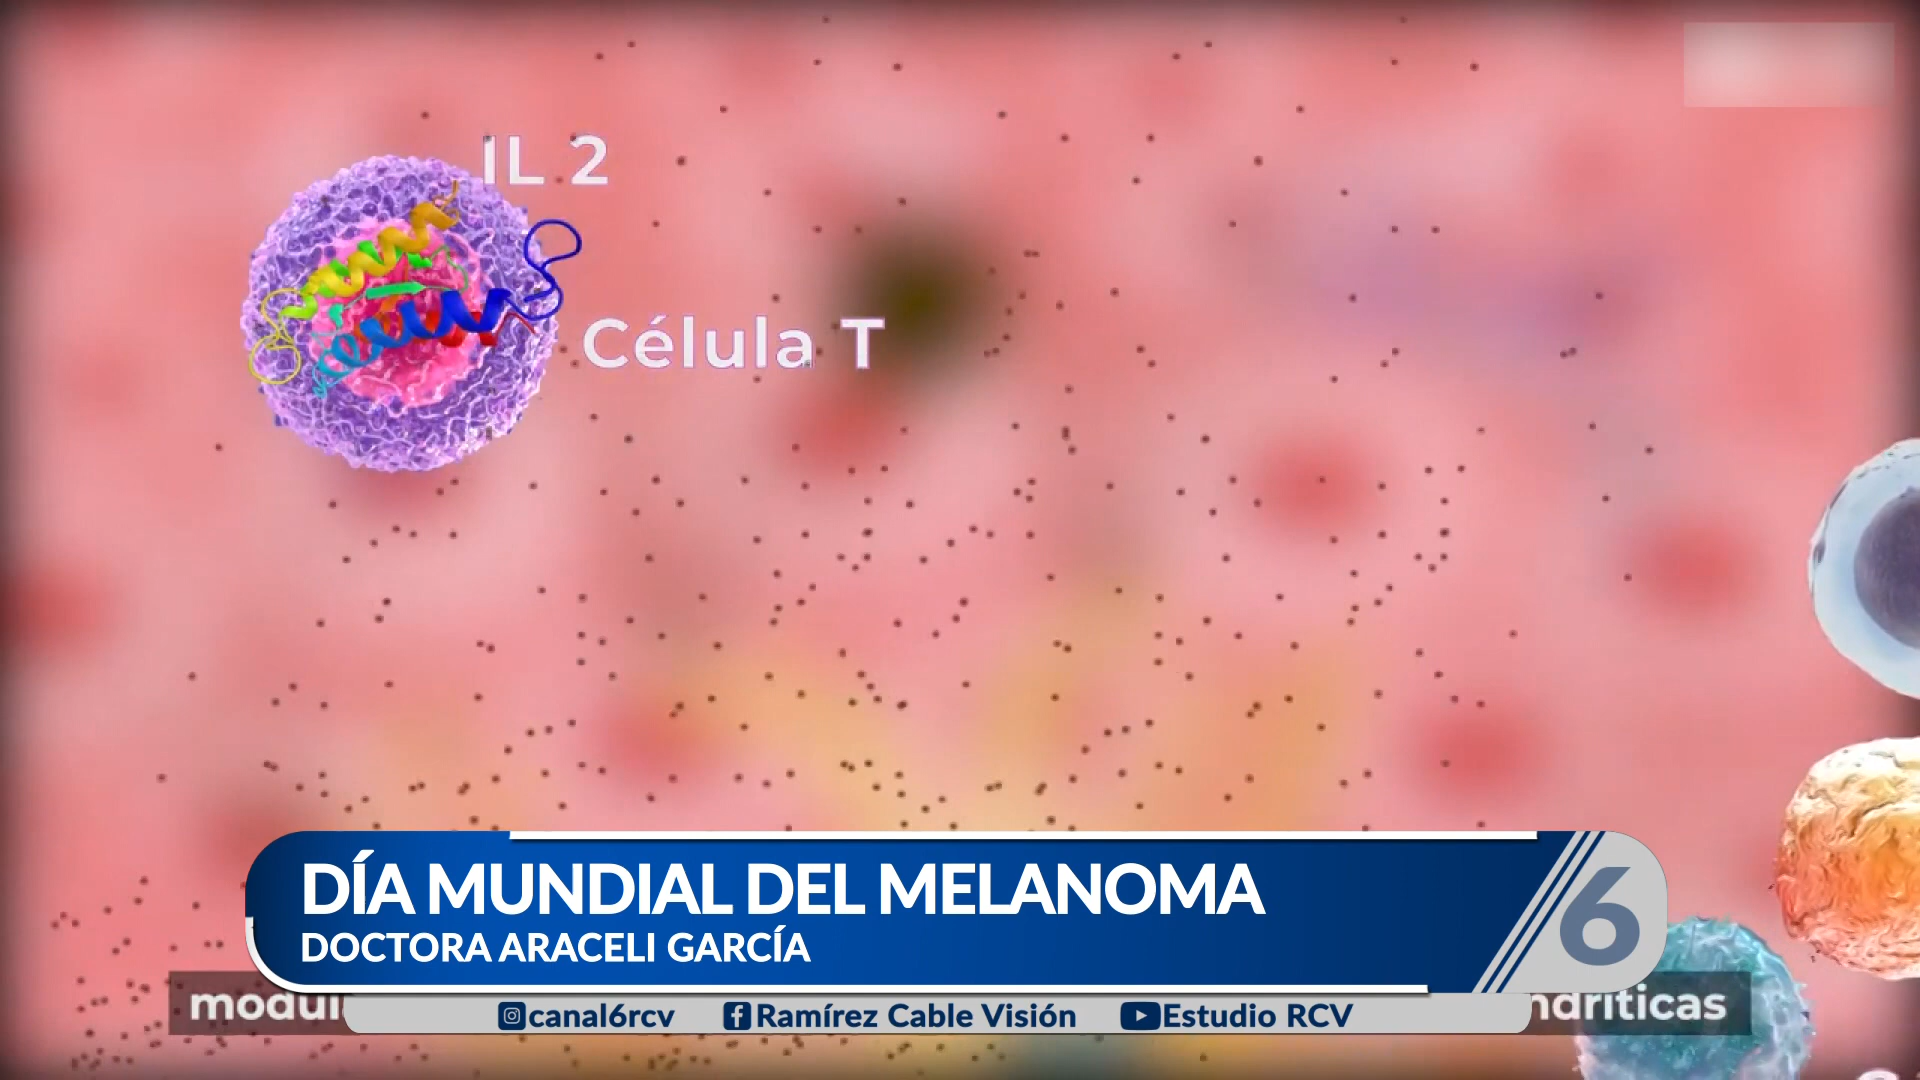 IL 2
Célula T
DÍA MUNDIAL DEL MELANOMA
DOCTORA ARACELI GARCÍA
6
canal6rcv Ramírez Cable Visión Estudio RCV